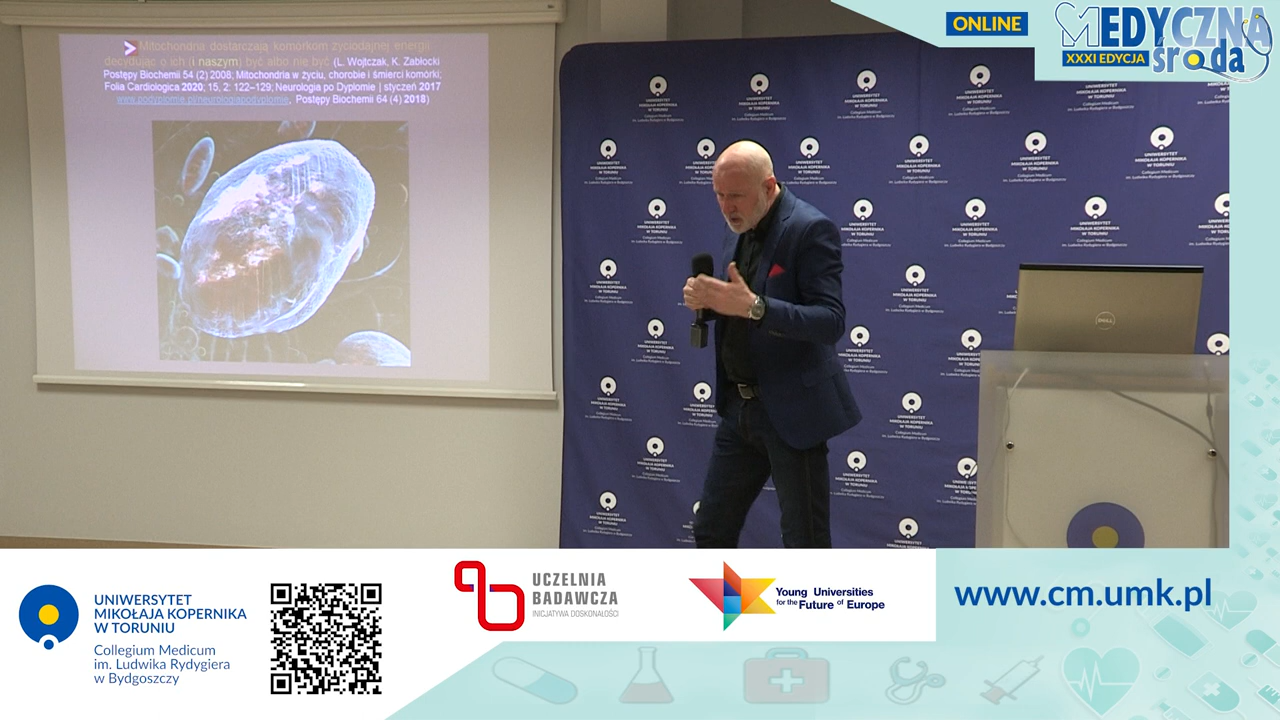 ONLINE
MEDYCZNA
XXXI EDYCJA
środa
Mitochondria dostarczają komórkom życiodajnej energii
decydując o ich (i naszym) być albo nie być (L. Wojtczak, K. Zabłocki
Postępy Biochemii 54 (2) 2008; Mitochondria w życiu, chorobie i śmierci komórki;
Folia Cardiologica 2020; 15, 2: 122–129; Neurologia po Dyplomie | styczeń 2017
Postępy Biochemii 64 (4) 2018)
UNIWERSYTET
MIKOŁAJA KOPERNIKA
W TORUNIU
Collegium Medicum
im. Ludwika Rydygiera w Bydgoszczy
DELL
UNIWERSYTET
MIKOŁAJA KOPERNIKA
W TORUNIU
Collegium Medicum
im. Ludwika Rydygiera
w Bydgoszczy
UCZELNIA
BADAWCZA
INICJATYWA DOSKONAŁOŚCI
Young Universities
for the Future of Europe
www.cm.umk.pl